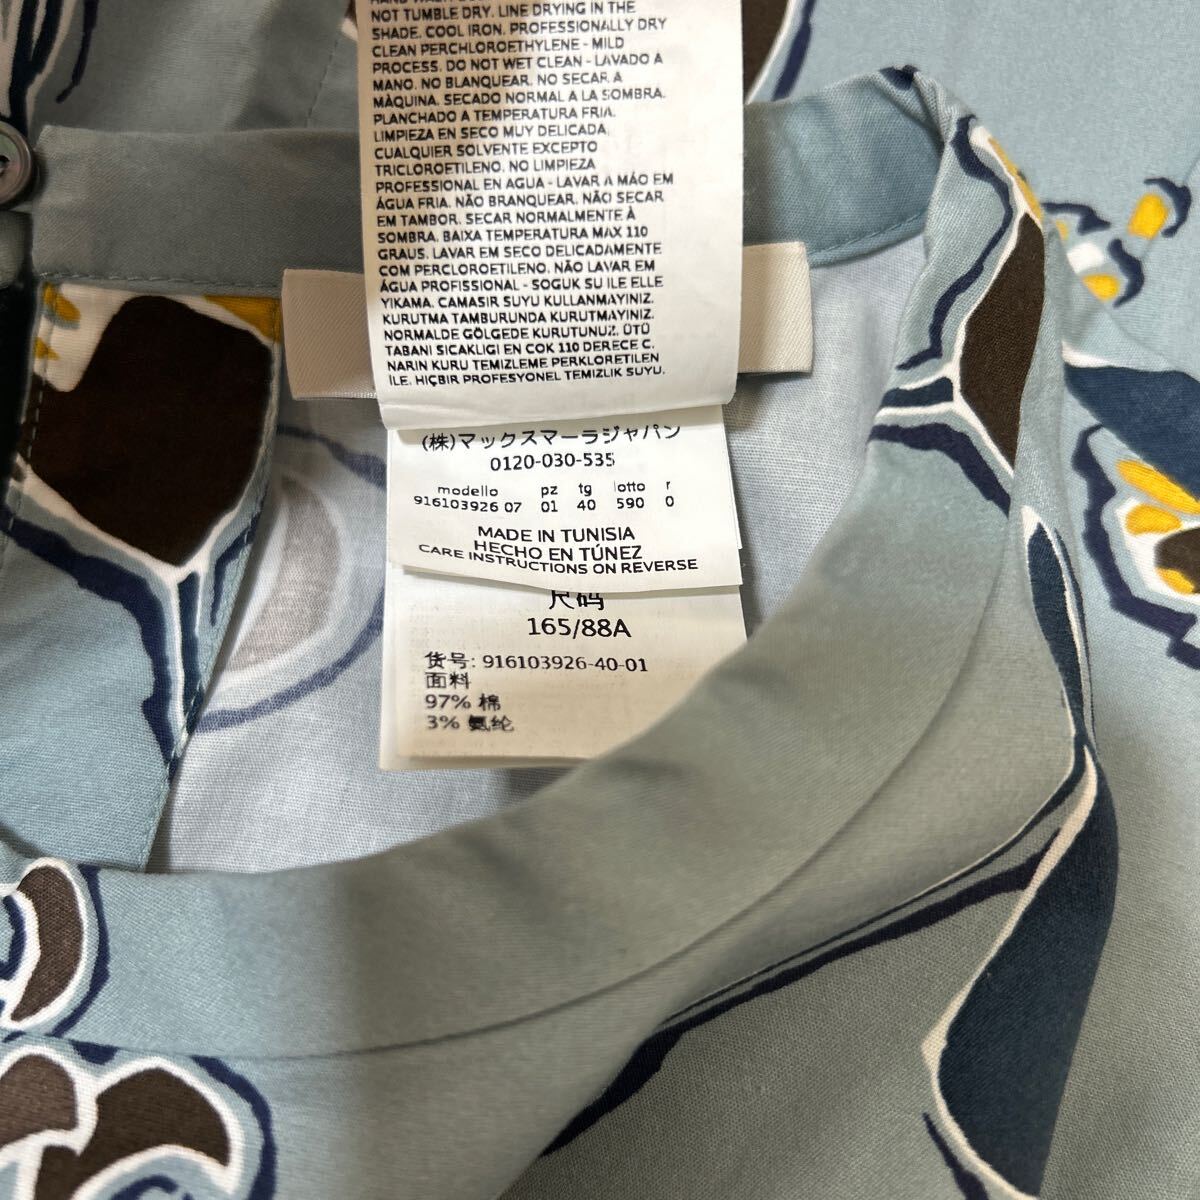 NOT TUMBLE DRY. LINE DRYING IN THE
SHADE. COOL IRON. PROFESSIONALLY DRY
CLEAN PERCHLOROETHYLENE - MILD
PROCESS. DO NOT WET CLEAN - LAVADO A
MANO. NO BLANQUEAR. NO SECAR A
MÀQUINA. SECADO NORMAL A LA SOMBRA.
PLANCHADO A TEMPERATURA FRIA.
LIMPIEZA EN SECO MUY DELICADA,
CUALQUIER SOLVENTE EXCEPTO
TRICLOROETILENO. NO LIMPIEZA
PROFESSIONAL EN AGUA - LAVAR A MÁO EM
ÁGUA FRIA. NÃO BRANQUEAR. NÃO SECAR
EM TAMBOR. SECAR NORMALMENTE À
SOMBRA. BAIXA TEMPERATURA MAX 110
GRAUS. LAVAR EM SECO DELICADAMENTE
COM PERCLOROETILENO. NÃO LAVAR EM
ÁGUA PROFISSIONAL - SOGUK SU ILE ELLE
YIKAMA. CAMASIR SUYU KULLANMAYINIZ.
KURUTMA TAMBURUNDA KURUTMAYINIZ.
NORMALDE GÖLGEDE KURUTUNUZ. ÜTÜ
TABANI SICAKLIGI EN COK 110 DERECE C.
NARIN KURU TEMIZLEME PERKLORETILEN
ILE. HIÇBIR PROFESYONEL TEMIZLIK SUYU.
(株)マックスマーラジャパン
0120-030-535
modello pz tg lotto r
916103926 07 01 40 590 0
MADE IN TUNISIA
HECHO EN TÚNEZ
CARE INSTRUCTIONS ON REVERSE
尺码
165/88A
货号: 916103926-40-01
面料
97% 棉
3% 氨纶